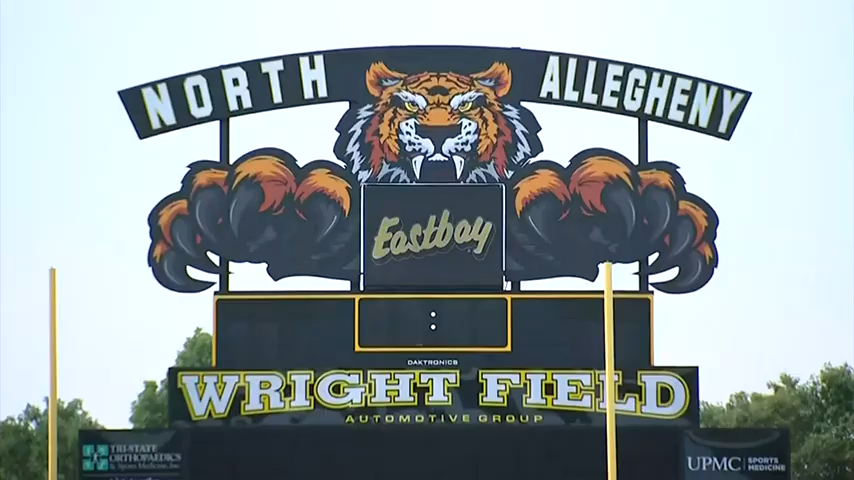 NORTH ALLEGHENY
Eastbay
:
DAKTRONICS
WRIGHT FIELD
AUTOMOTIVE GROUP
TRI-STATE
ORTHOPAEDICS
& Sports Medicine, Inc.
UPMC | SPORTS
MEDICINE